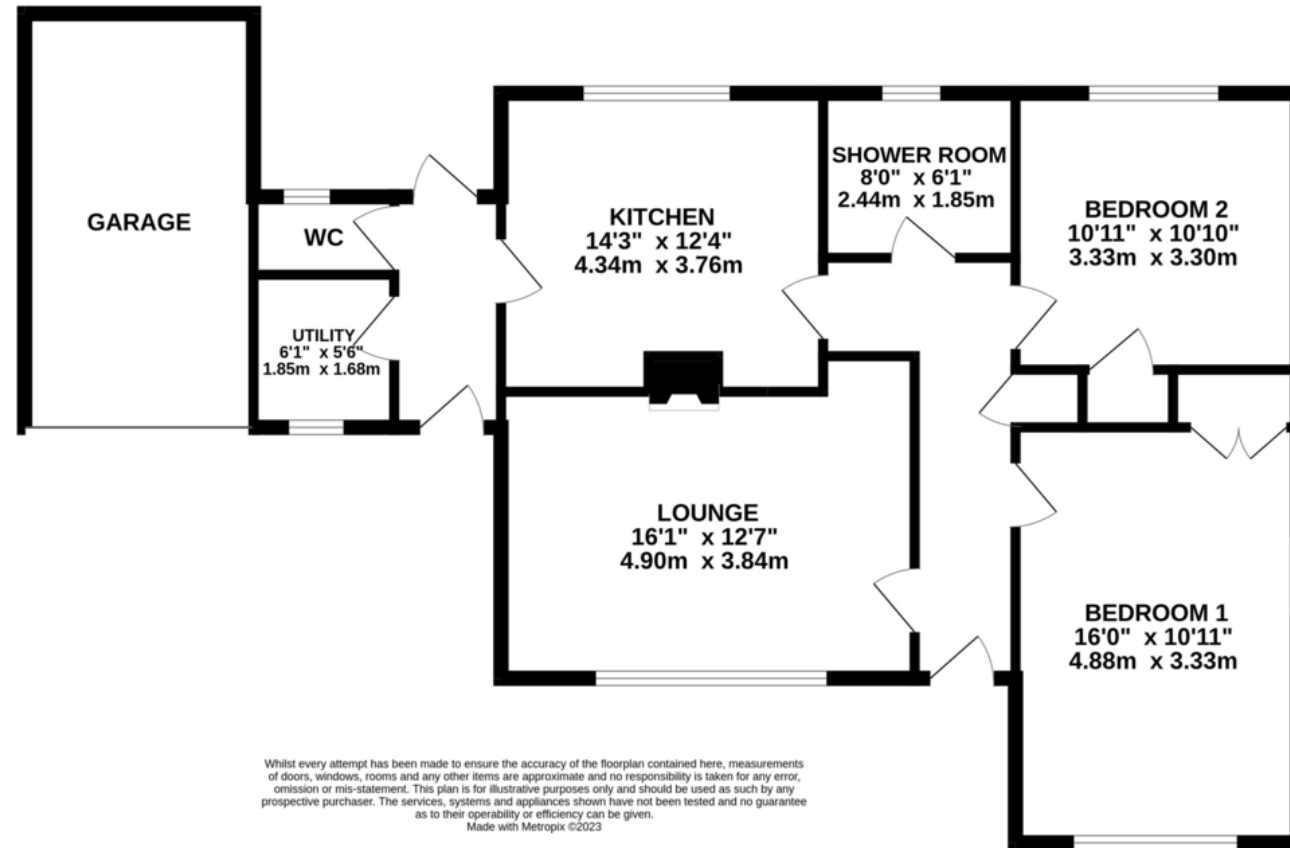 GARAGE
WC
UTILITY
6'1" x 5'6"
1.85m x 1.68m
KITCHEN
14'3" x 12'4"
4.34m x 3.76m
SHOWER ROOM
8'0" x 6'1"
2.44m x 1.85m
BEDROOM 2
10'11" x 10'10"
3.33m x 3.30m
LOUNGE
16'1" x 12'7"
4.90m x 3.84m
BEDROOM 1
16'0" x 10'11"
4.88m x 3.33m
Whilst every attempt has been made to ensure the accuracy of the floorplan contained here, measurements
of doors, windows, rooms and any other items are approximate and no responsibility is taken for any error,
omission or mis-statement. This plan is for illustrative purposes only and should be used as such by any
prospective purchaser. The services, systems and appliances shown have not been tested and no guarantee
as to their operability or efficiency can be given.
Made with Metropix ©2023